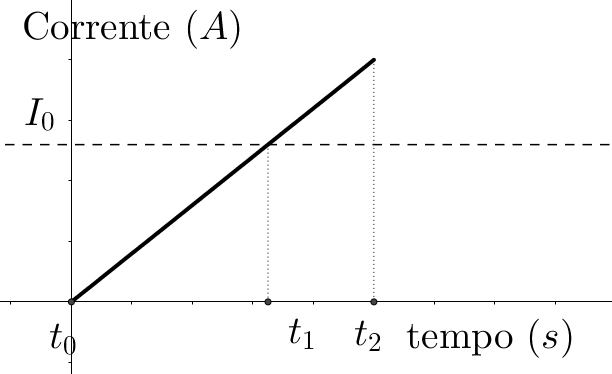 Corrente (A)
I₀
t₀ t₁ t₂ tempo (s)